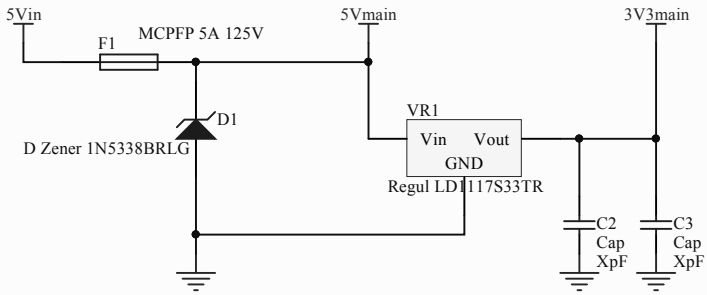 5Vin
5Vmain
3V3main
F1
MCPFP 5A 125V
D1
D Zener 1N5338BRLG
VR1
Vin
Vout
GND
Regul LD1117S33TR
C2
Cap
XpF
C3
Cap
XpF